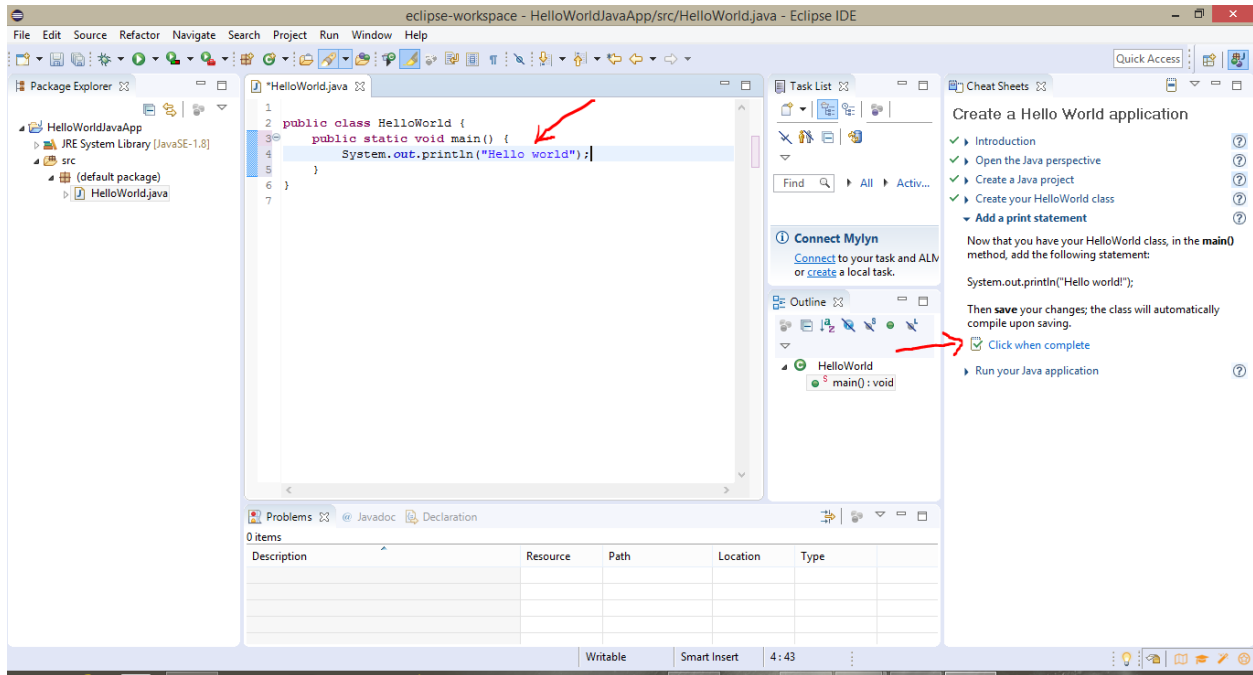 eclipse-workspace - HelloWorldJavaApp/src/HelloWorld.java - Eclipse IDE
File Edit Source Refactor Navigate Search Project Run Window Help
Quick Access
Package Explorer
HelloWorldJavaApp
JRE System Library [JavaSE-1.8]
src
(default package)
HelloWorld.java
*HelloWorld.java
1
2 public class HelloWorld {
3 public static void main() {
4 System.out.println("Hello world");
5 }
6 }
7
Task List
Find All Activ...
Connect Mylyn
Connect to your task and ALM
or create a local task.
Outline
HelloWorld
S main() : void
Cheat Sheets
Create a Hello World application
Introduction
Open the Java perspective
Create a Java project
Create your HelloWorld class
Add a print statement
Now that you have your HelloWorld class, in the main()
method, add the following statement:
System.out.println("Hello world!");
Then save your changes; the class will automatically
compile upon saving.
Click when complete
Run your Java application
Problems @ Javadoc Declaration
0 items
Description Resource Path Location Type
Writable Smart Insert 4 : 43